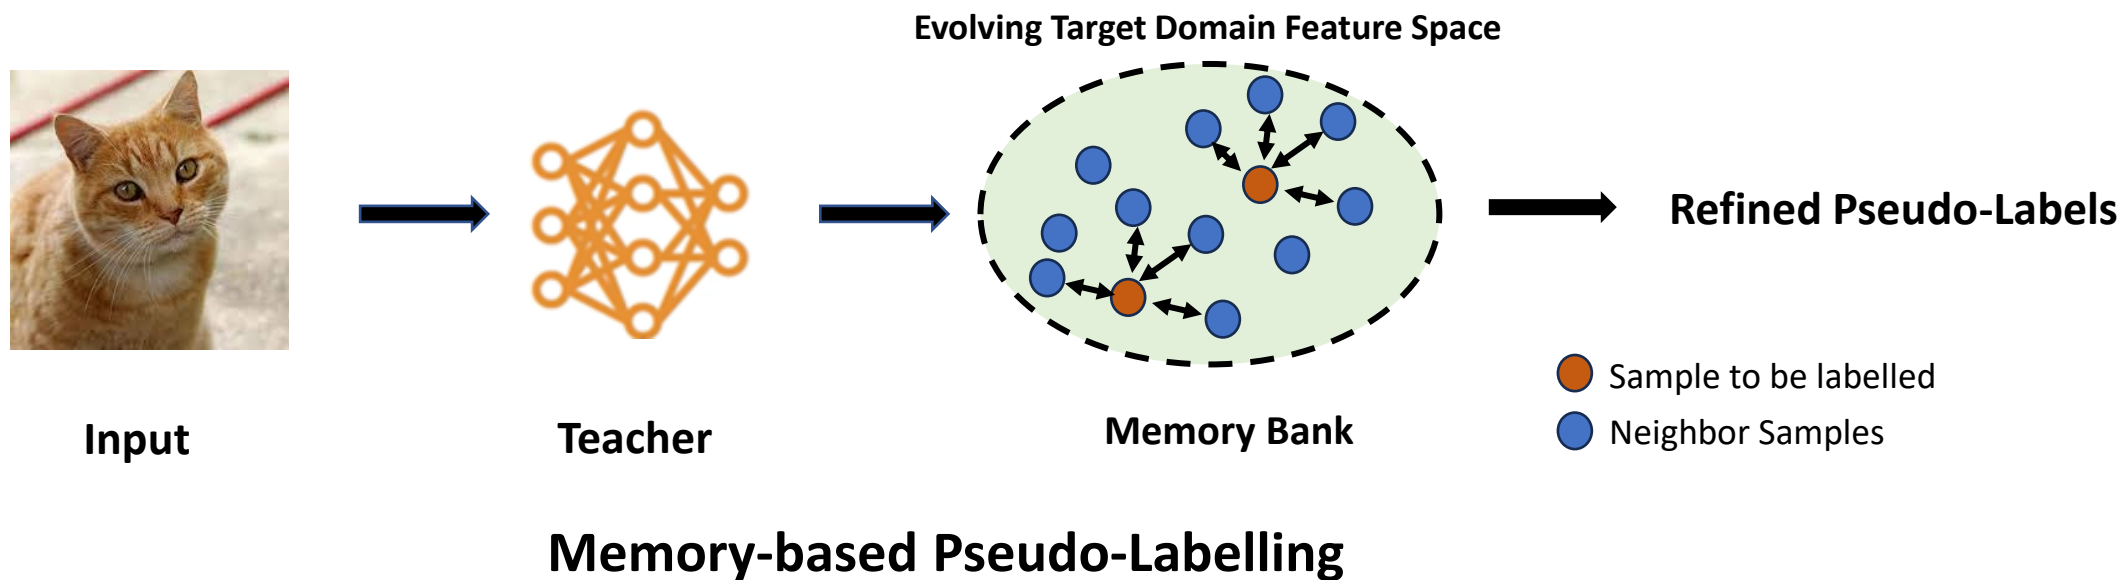 Evolving Target Domain Feature Space
Refined Pseudo-Labels
Sample to be labelled
Neighbor Samples
Input
Teacher
Memory Bank
Memory-based Pseudo-Labelling